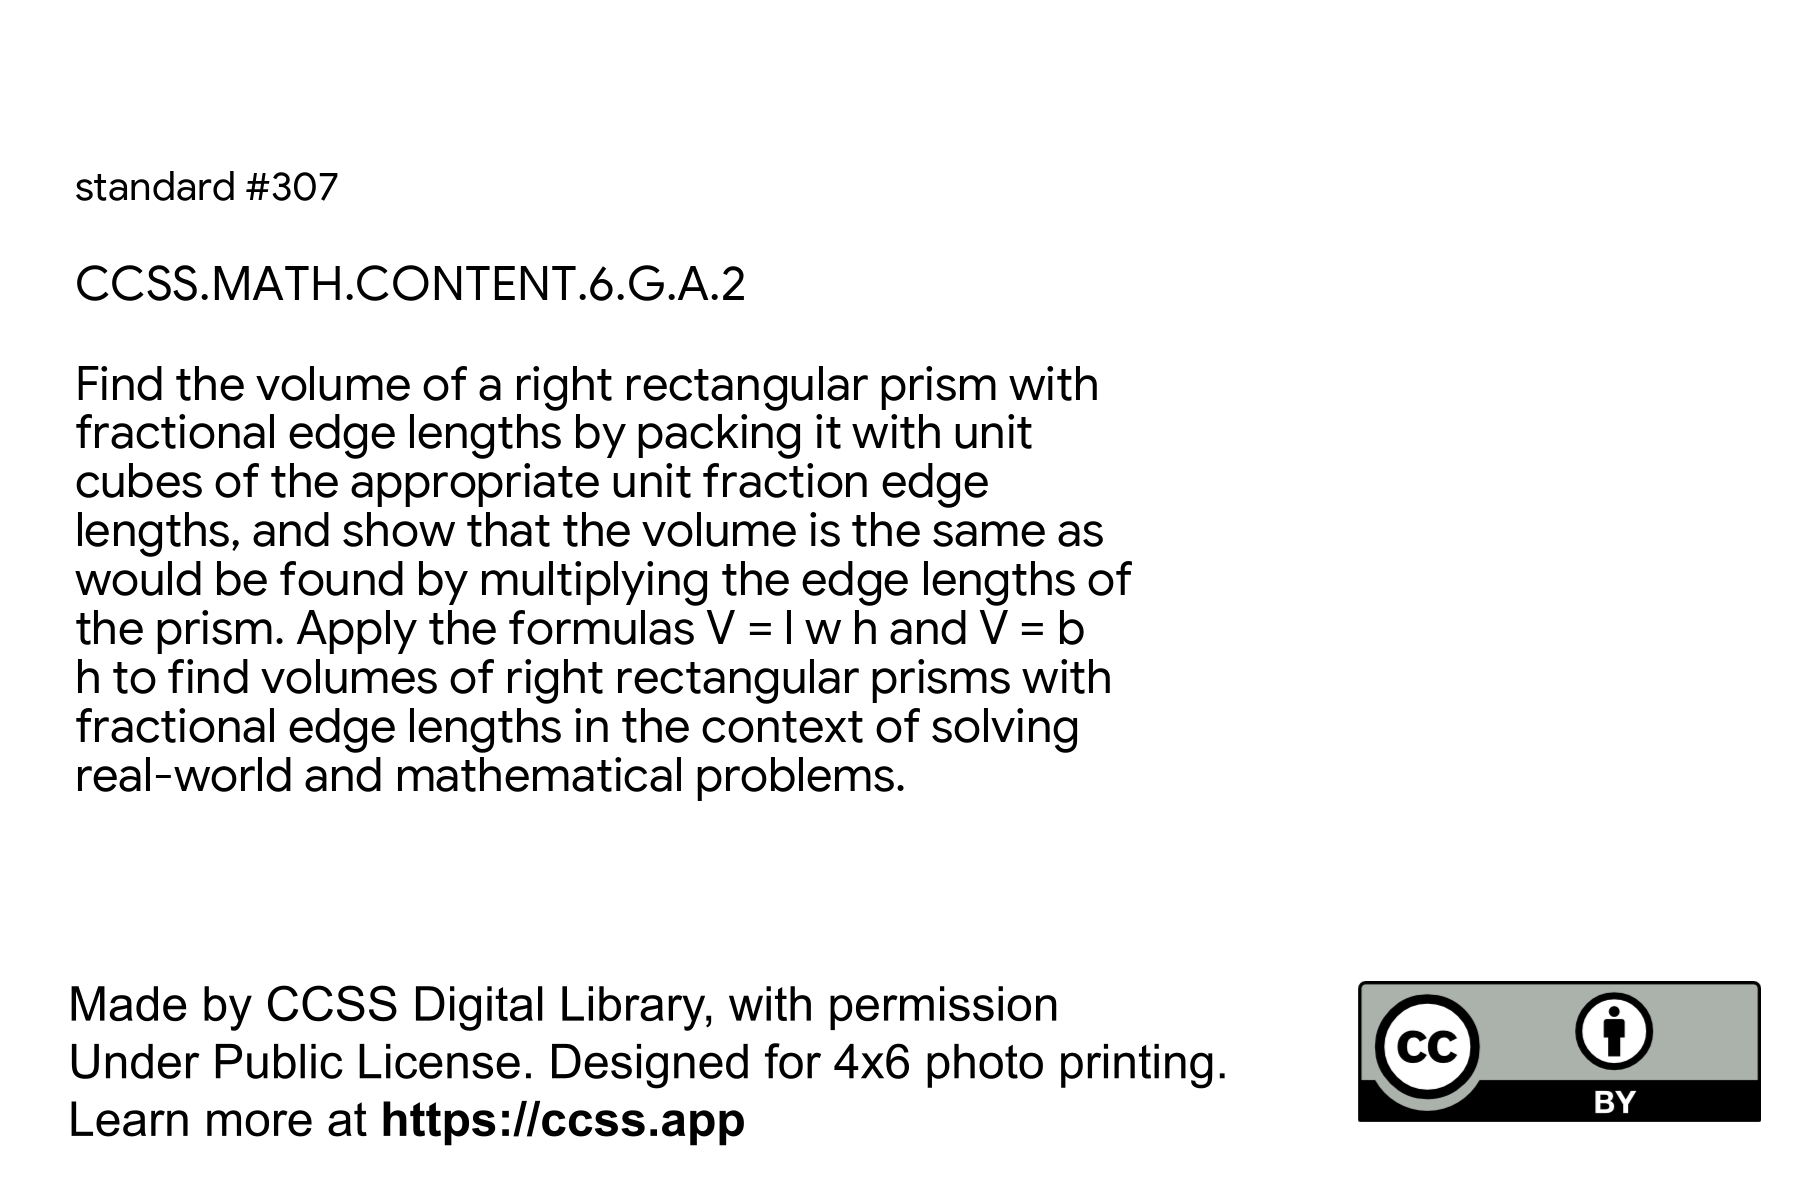 standard #307
CCSS.MATH.CONTENT.6.G.A.2
Find the volume of a right rectangular prism with
fractional edge lengths by packing it with unit
cubes of the appropriate unit fraction edge
lengths, and show that the volume is the same as
would be found by multiplying the edge lengths of
the prism. Apply the formulas V = l w h and V = b
h to find volumes of right rectangular prisms with
fractional edge lengths in the context of solving
real-world and mathematical problems.
Made by CCSS Digital Library, with permission
Under Public License. Designed for 4x6 photo printing.
Learn more at https://ccss.app
cc
BY